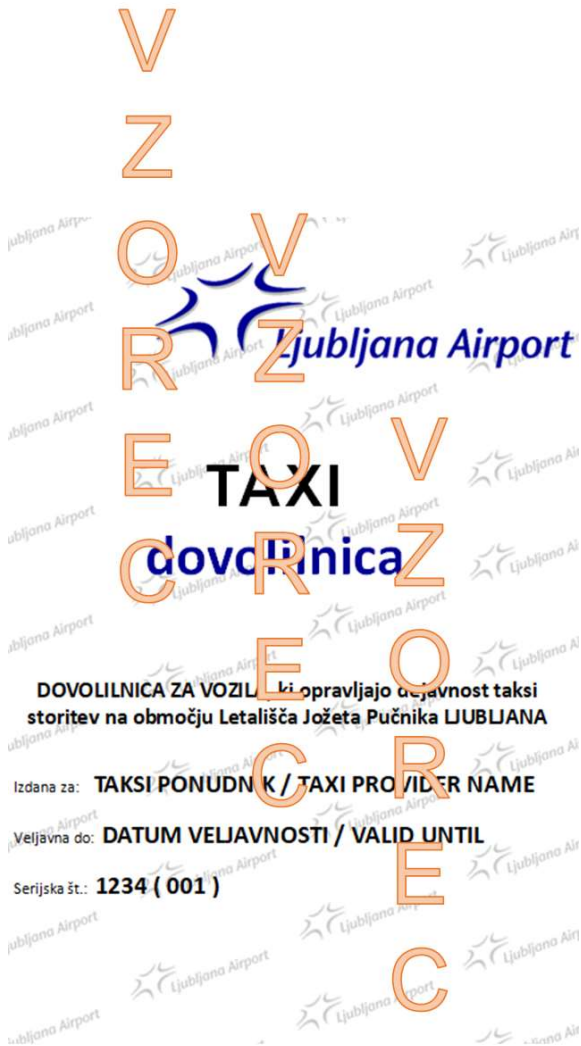 VZOREC
VZOREC
VZOREC
Ljubljana Airport
TAXI
dovolilnica
DOVOLILNICA ZA VOZILA, ki opravljajo dejavnost taksi
storitev na območju Letališča Jožeta Pučnika LJUBLJANA
Izdana za: TAKSI PONUDNIK / TAXI PROVIDER NAME
Veljavna do: DATUM VELJAVNOSTI / VALID UNTIL
Serijska št.: 1234 ( 001 )